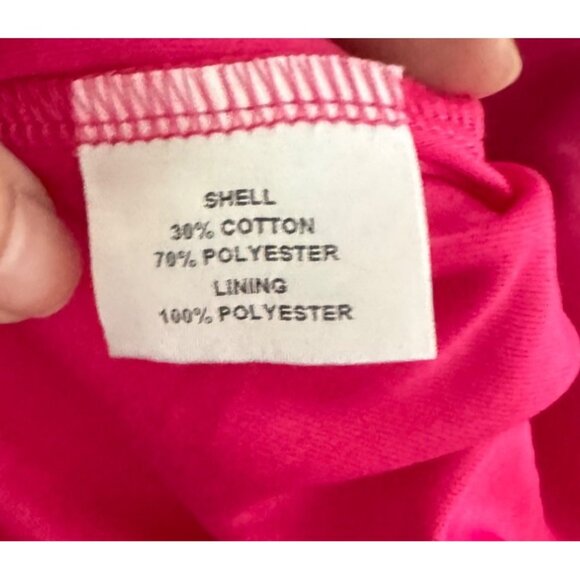 SHELL
30% COTTON
70% POLYESTER
LINING
100% POLYESTER